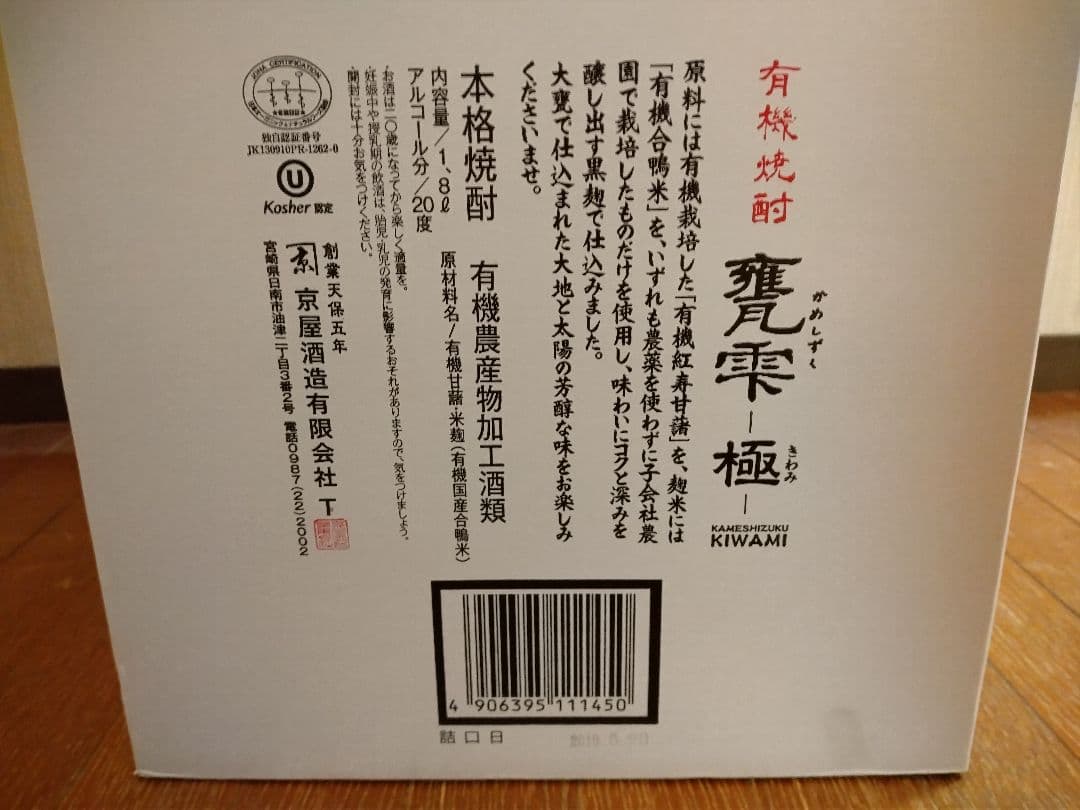 有機焼酎
甕雫
かめしずく
―極―
きわみ
KAMESHIZUKU
KIWAMI
原料には有機栽培した「有機紅寿甘藷」を、麹米には
「有機合鴨米」を、いずれも農薬を使わずに子会社農
園で栽培したものだけを使用し、味わいにコクと深みを
醸し出す黒麹で仕込みました。
大甕で仕込まれた大地と太陽の芳醇な味をお楽しみ
くださいませ。
本格焼酎 有機農産物加工酒類
内容量/1、8ℓ 原材料名/有機甘藷・米麹(有機国産合鴨米)
アルコール分/20度
お酒は二〇歳になってから楽しく適量を。
妊娠中や授乳期の飲酒は、胎児・乳児の発育に影響するおそれがありますので、気をつけましょう。
開封には十分お気をつけください。
JONA CERTIFICATION
独自認証番号
JK130910PR-1262-0
U
Kosher 認定
創業天保五年
京屋酒造有限会社 T
宮崎県日南市油津二丁目3番2号 電話0987(22)2002
4 906395 111450
詰口日